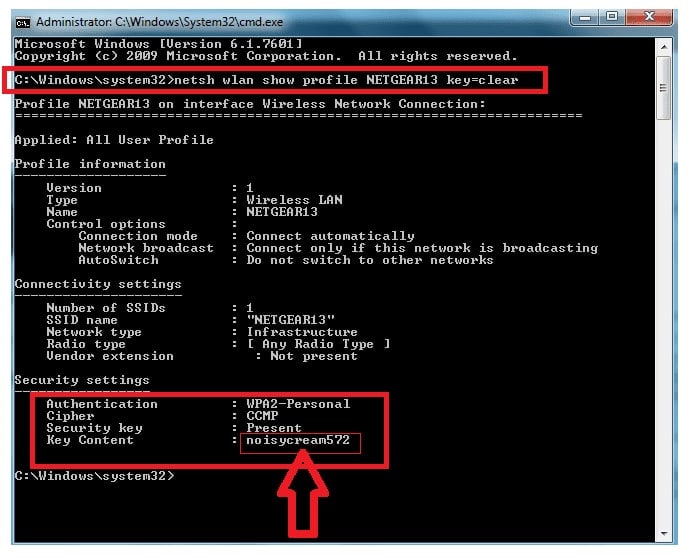 Administrator: C:\Windows\System32\cmd.exe
Microsoft Windows [Version 6.1.7601]
Copyright (c) 2009 Microsoft Corporation.  All rights reserved.
C:\Windows\system32>netsh wlan show profile NETGEAR13 key=clear
Profile NETGEAR13 on interface Wireless Network Connection:
=======================================================================
Applied: All User Profile
Profile information
-------------------
    Version                : 1
    Type                   : Wireless LAN
    Name                   : NETGEAR13
    Control options        :
        Connection mode    : Connect automatically
        Network broadcast  : Connect only if this network is broadcasting
        AutoSwitch         : Do not switch to other networks
Connectivity settings
---------------------
    Number of SSIDs        : 1
    SSID name              : "NETGEAR13"
    Network type           : Infrastructure
    Radio type             : [ Any Radio Type ]
    Vendor extension          : Not present
Security settings
-----------------
    Authentication         : WPA2-Personal
    Cipher                 : CCMP
    Security key           : Present
    Key Content            : noisycream572
C:\Windows\system32>